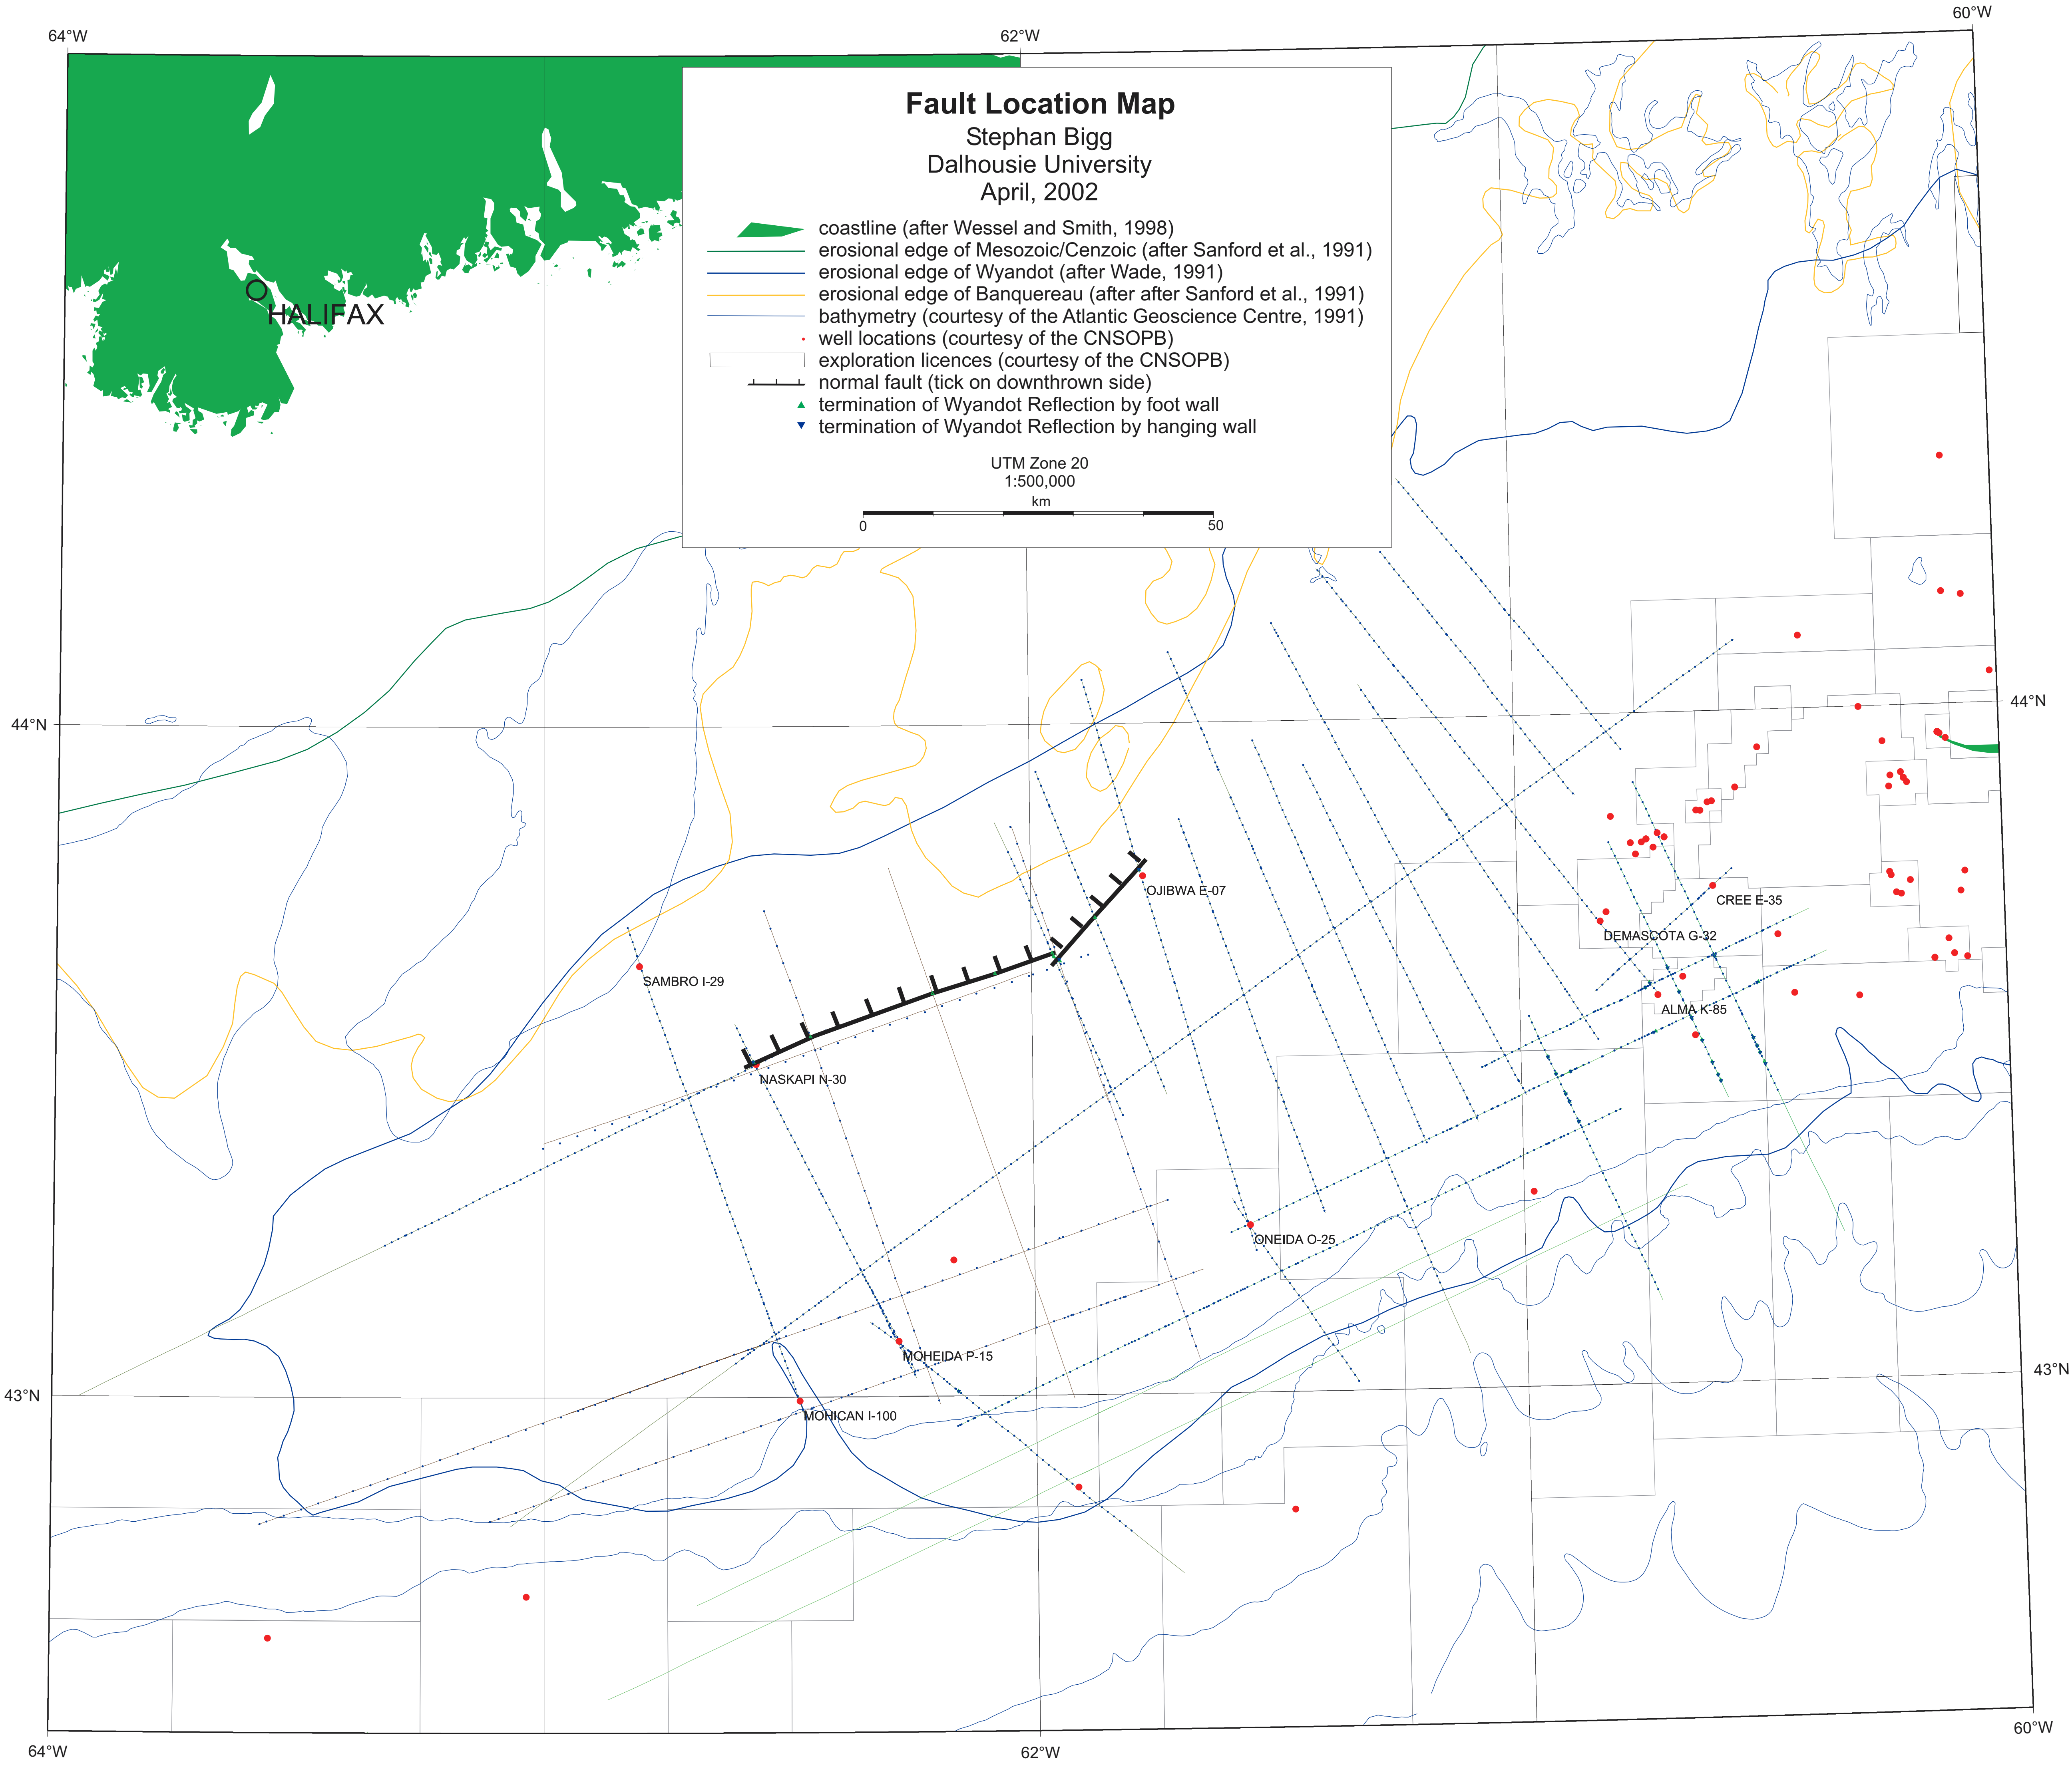 60°W
64°W
62°W
Fault Location Map
Stephan Bigg
Dalhousie University
April, 2002
coastline (after Wessel and Smith, 1998)
erosional edge of Mesozoic/Cenzoic (after Sanford et al., 1991)
erosional edge of Wyandot (after Wade, 1991)
erosional edge of Banquereau (after after Sanford et al., 1991)
bathymetry (courtesy of the Atlantic Geoscience Centre, 1991)
well locations (courtesy of the CNSOPB)
exploration licences (courtesy of the CNSOPB)
normal fault (tick on downthrown side)
termination of Wyandot Reflection by foot wall
termination of Wyandot Reflection by hanging wall
UTM Zone 20
1:500,000
km
0
50
HALIFAX
44°N
44°N
OJIBWA E-07
CREE E-35
DEMASCOTA G-32
SAMBRO I-29
ALMA K-85
NASKAPI N-30
ONEIDA O-25
MOHEIDA P-15
43°N
43°N
MOHICAN I-100
64°W
62°W
60°W